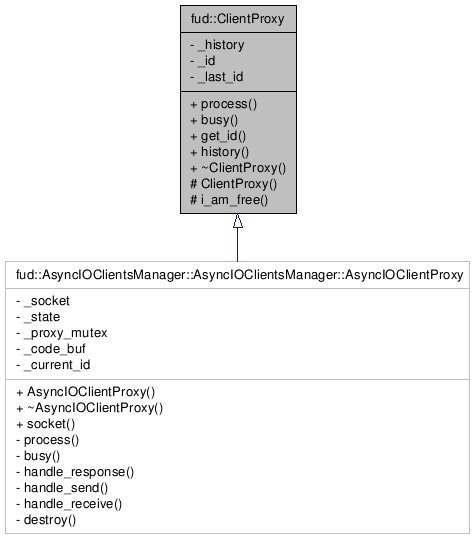 fud::ClientProxy
- _history
- _id
- _last_id
+ process()
+ busy()
+ get_id()
+ history()
+ ~ClientProxy()
# ClientProxy()
# i_am_free()
fud::AsyncIOClientsManager::AsyncIOClientsManager::AsyncIOClientProxy
- _socket
- _state
- _proxy_mutex
- _code_buf
- _current_id
+ AsyncIOClientProxy()
+ ~AsyncIOClientProxy()
+ socket()
- process()
- busy()
- handle_response()
- handle_send()
- handle_receive()
- destroy()